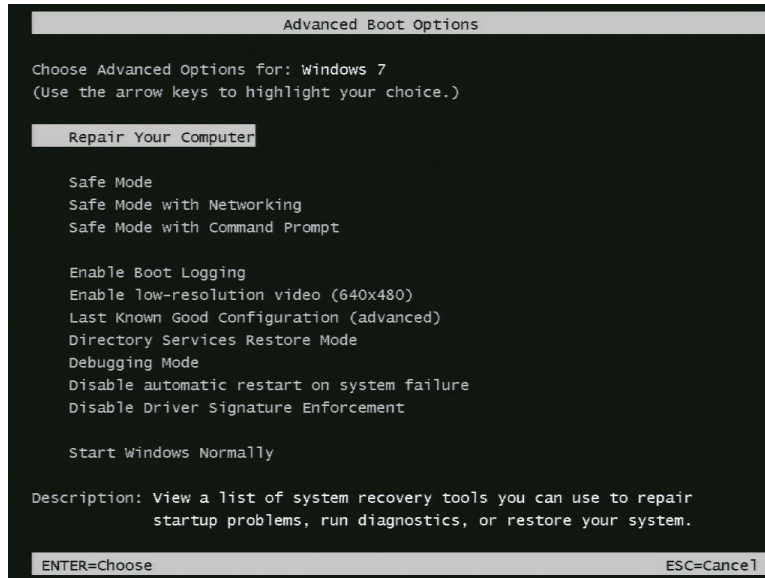 Advanced Boot Options
Choose Advanced Options for: Windows 7
(Use the arrow keys to highlight your choice.)
Repair Your Computer
Safe Mode
Safe Mode with Networking
Safe Mode with Command Prompt
Enable Boot Logging
Enable low-resolution video (640x480)
Last Known Good Configuration (advanced)
Directory Services Restore Mode
Debugging Mode
Disable automatic restart on system failure
Disable Driver Signature Enforcement
Start Windows Normally
Description: View a list of system recovery tools you can use to repair
startup problems, run diagnostics, or restore your system.
ENTER=Choose ESC=Cancel